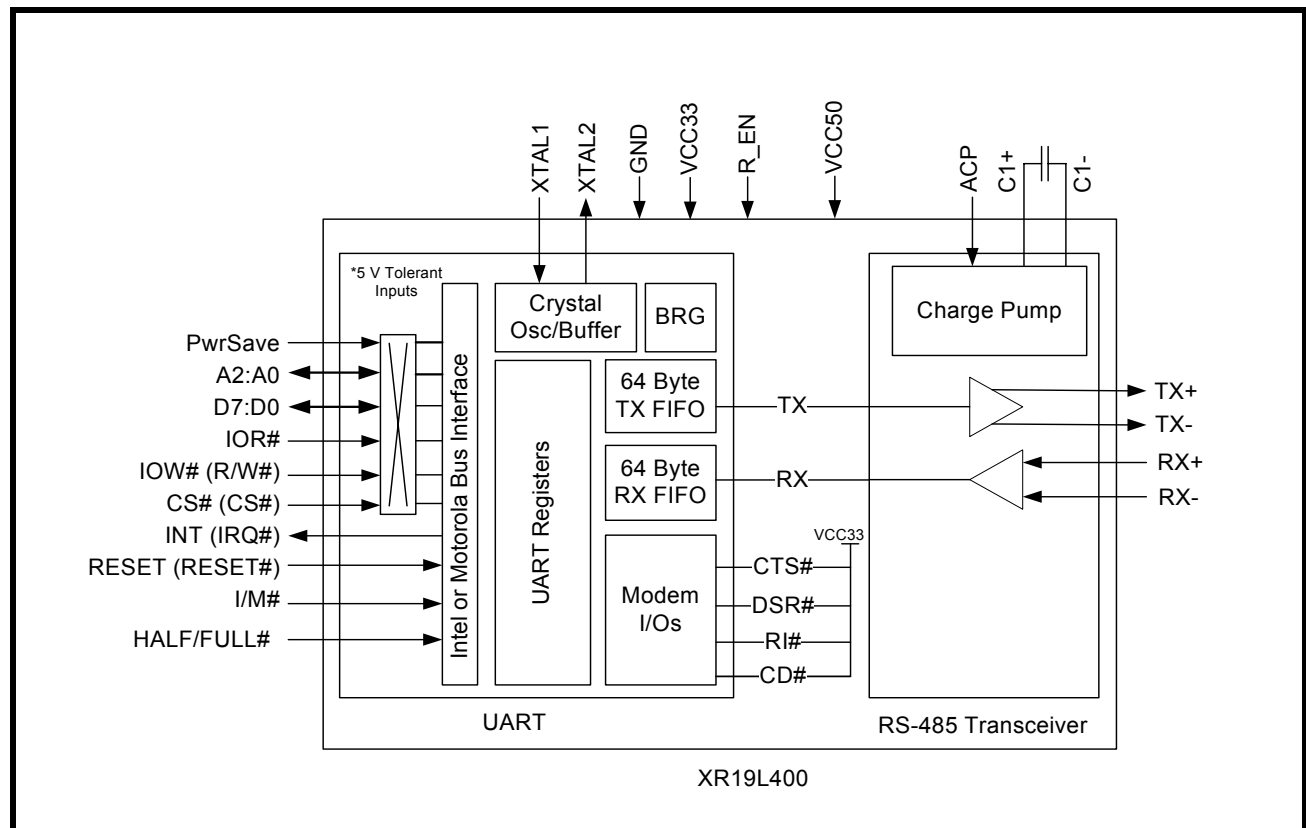 XTAL1
XTAL2
GND
VCC33
R_EN
VCC50
ACP
C1+
C1-
*5 V Tolerant
Inputs
PwrSave
A2:A0
D7:D0
IOR#
IOW# (R/W#)
CS# (CS#)
INT (IRQ#)
RESET (RESET#)
I/M#
HALF/FULL#
Intel or Motorola Bus Interface
Crystal
Osc/Buffer
BRG
UART Registers
64 Byte
TX FIFO
64 Byte
RX FIFO
Modem
I/Os
TX
RX
VCC33
CTS#
DSR#
RI#
CD#
Charge Pump
TX+
TX-
RX+
RX-
UART
RS-485 Transceiver
XR19L400